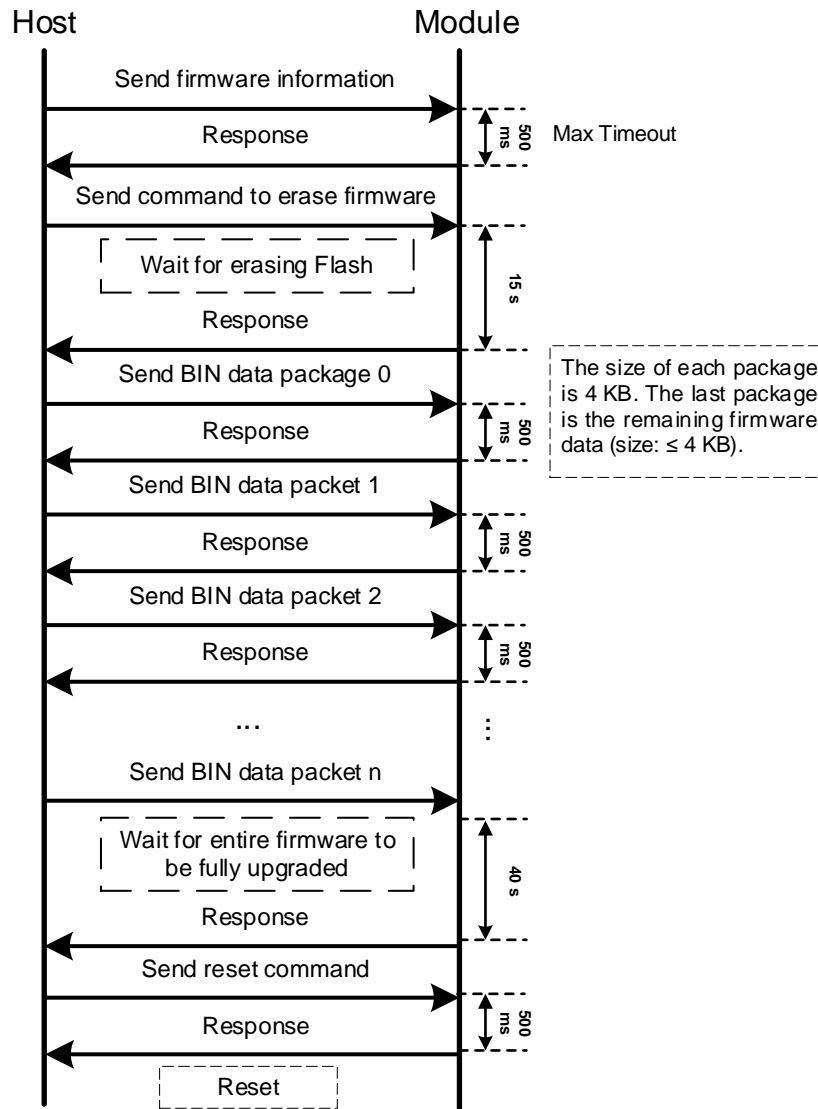 Host
Module
Send firmware information
Response
500
ms
Max Timeout
Send command to erase firmware
Wait for erasing Flash
15 s
Response
The size of each package
is 4 KB. The last package
is the remaining firmware
data (size: ≤ 4 KB).
Send BIN data package 0
Response
500
ms
Send BIN data packet 1
Response
500
ms
Send BIN data packet 2
Response
500
ms
...
...
Send BIN data packet n
Wait for entire firmware to
be fully upgraded
40 s
Response
Send reset command
Response
500
ms
Reset